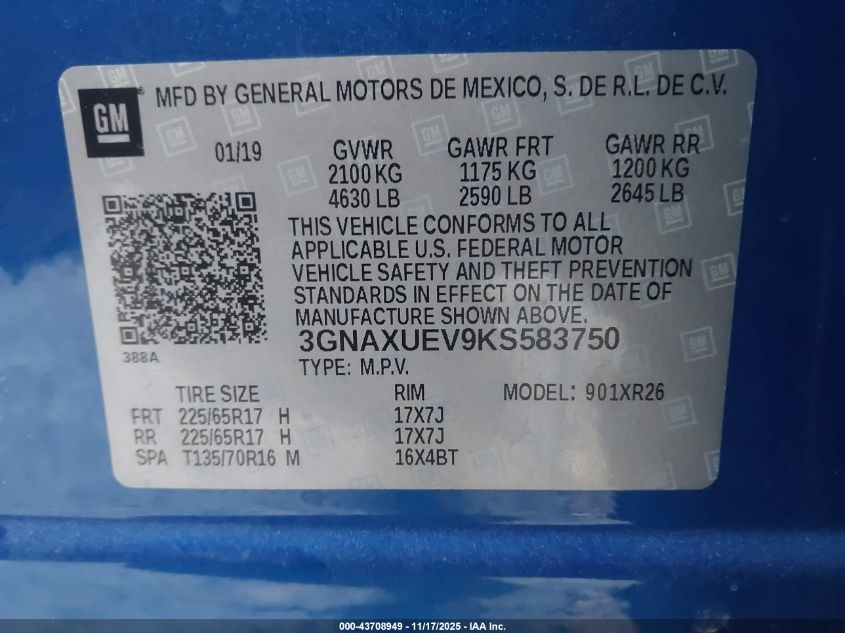 GM
MFD BY GENERAL MOTORS DE MEXICO, S. DE R.L. DE C.V.
01/19 GVWR GAWR FRT GAWR RR
2100 KG 1175 KG 1200 KG
4630 LB 2590 LB 2645 LB
THIS VEHICLE CONFORMS TO ALL
APPLICABLE U.S. FEDERAL MOTOR
VEHICLE SAFETY AND THEFT PREVENTION
STANDARDS IN EFFECT ON THE DATE OF
MANUFACTURE SHOWN ABOVE.
3GNAXUEV9KS583750
388A
TYPE: M.P.V.
TIRE SIZE RIM MODEL: 901XR26
FRT 225/65R17 H 17X7J
RR 225/65R17 H 17X7J
SPA T135/70R16 M 16X4BT
000-43708949 - 11/17/2025 - IAA Inc.